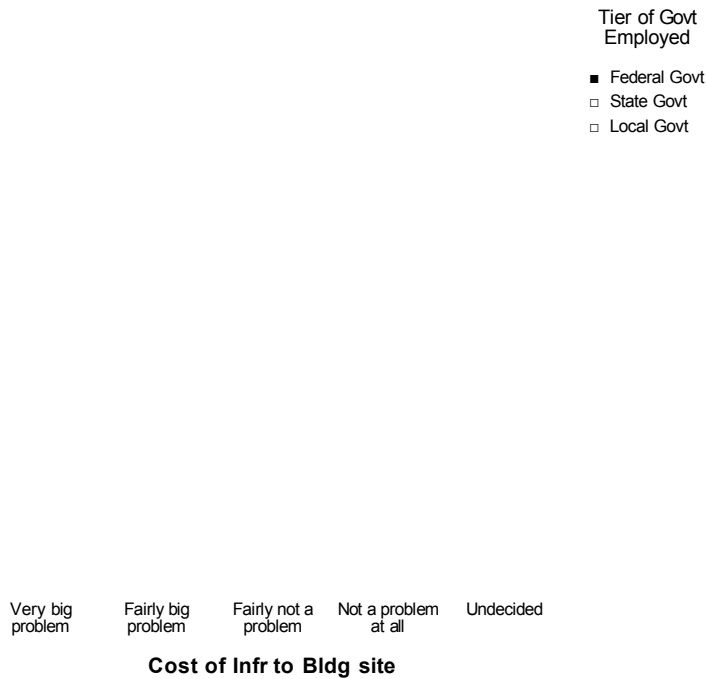 Tier of Govt
Employed
Federal Govt
State Govt
Local Govt
Very big
problem
Fairly big
problem
Fairly not a
problem
Not a problem
at all
Undecided
Cost of Infr to Bldg site